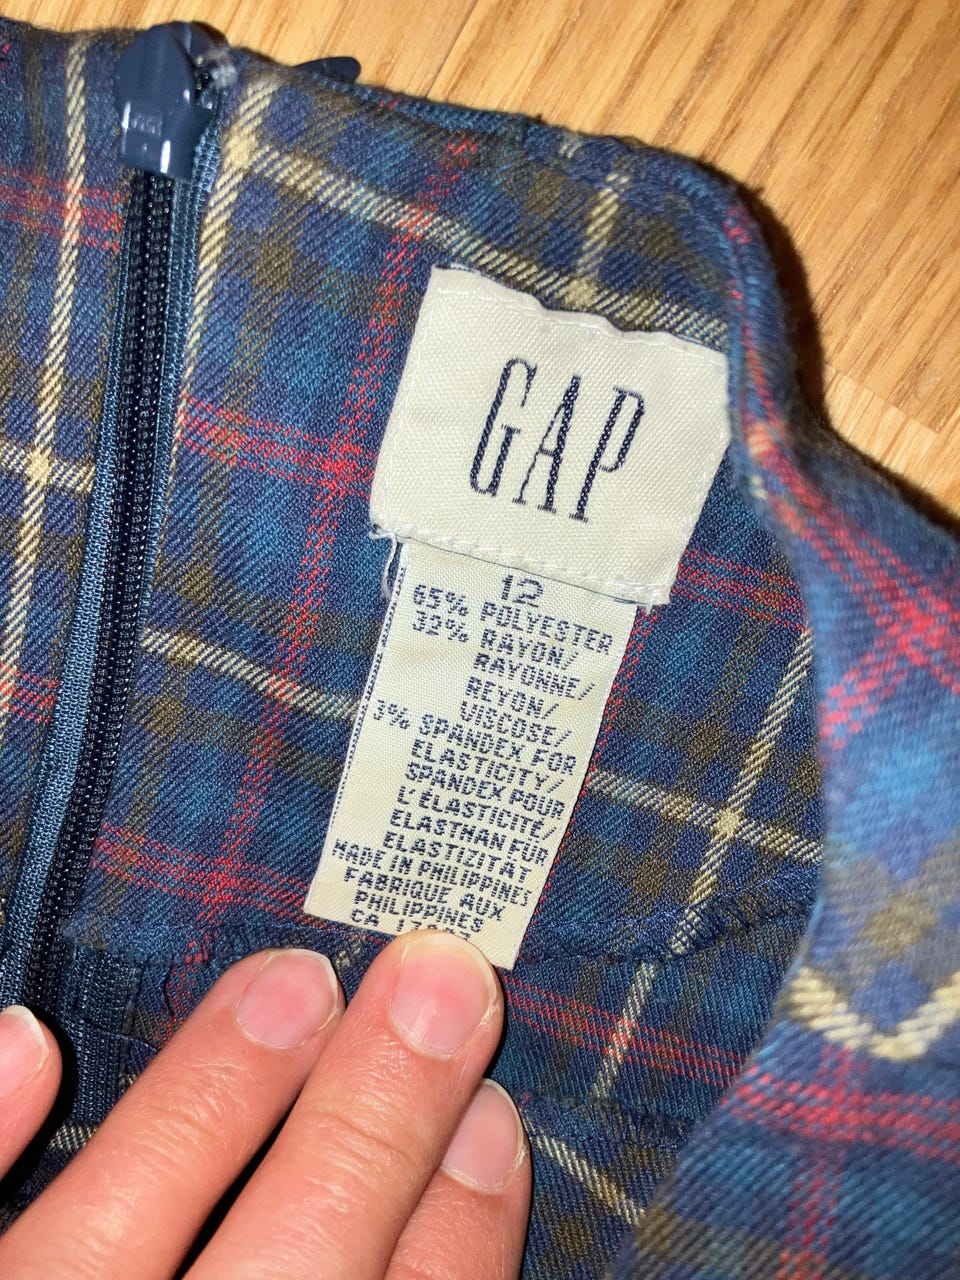 GAP
12
65% POLYESTER
32% RAYON/
RAYONNE/
REYON/
VISCOSE/
3% SPANDEX FOR
ELASTICITY/
SPANDEX POUR
L'ÉLASTICITÉ/
ELASTHAN FÜR
ELASTIZITÄT
MADE IN PHILIPPINES
FABRIQUE AUX
PHILIPPINES
CA